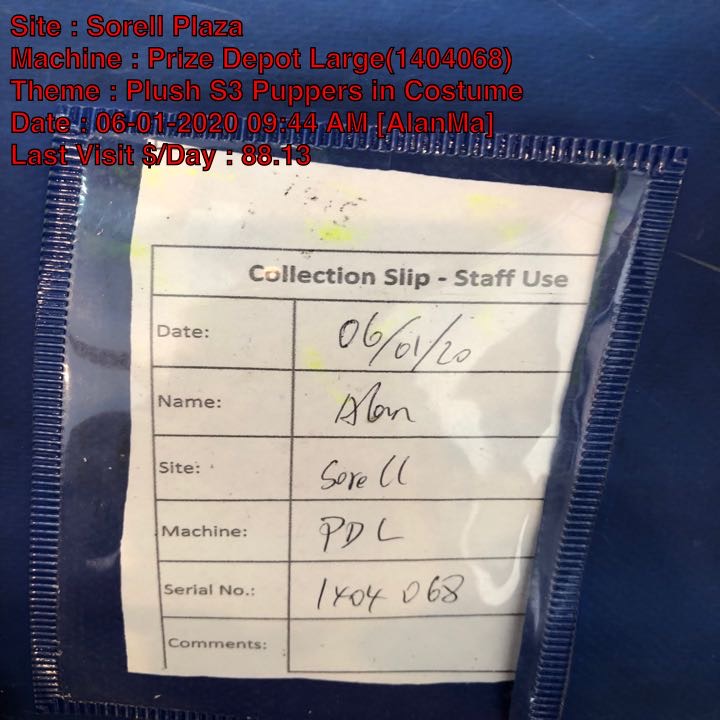 Site : Sorell Plaza
Machine : Prize Depot Large(1404068)
Theme : Plush S3 Puppers in Costume
Date : 06-01-2020 09:44 AM [AlanMa]
Last Visit $/Day : 88.13
Collection Slip - Staff Use
Date: 06/01/20
Name: Alan
Site: Sorell
Machine: PDL
Serial No.: 1404068
Comments: